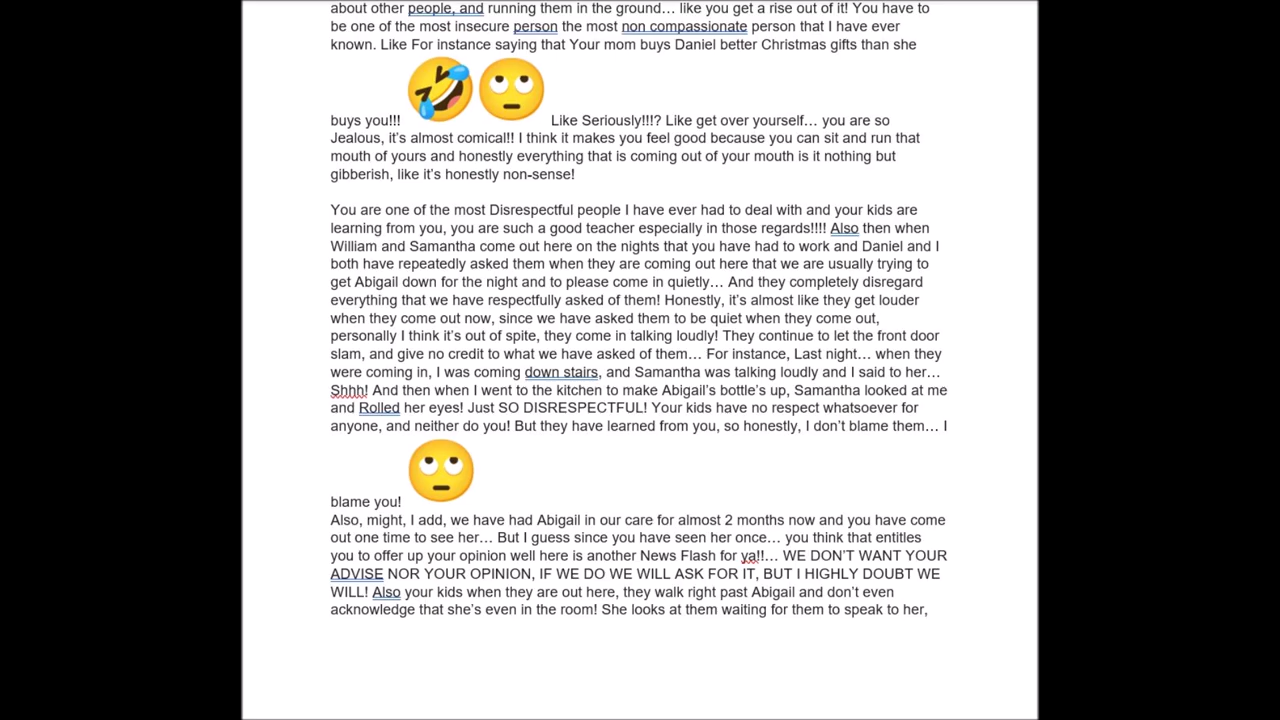 about other people, and running them in the ground… like you get a rise out of it! You have to
be one of the most insecure person the most non compassionate person that I have ever
known. Like For instance saying that Your mom buys Daniel better Christmas gifts than she
buys you!!! 🤣🙄 Like Seriously!!!? Like get over yourself… you are so
Jealous, it’s almost comical!! I think it makes you feel good because you can sit and run that
mouth of yours and honestly everything that is coming out of your mouth is it nothing but
gibberish, like it’s honestly non-sense!
You are one of the most Disrespectful people I have ever had to deal with and your kids are
learning from you, you are such a good teacher especially in those regards!!!! Also then when
William and Samantha come out here on the nights that you have had to work and Daniel and I
both have repeatedly asked them when they are coming out here that we are usually trying to
get Abigail down for the night and to please come in quietly… And they completely disregard
everything that we have respectfully asked of them! Honestly, it’s almost like they get louder
when they come out now, since we have asked them to be quiet when they come out,
personally I think it’s out of spite, they come in talking loudly! They continue to let the front door
slam, and give no credit to what we have asked of them… For instance, Last night… when they
were coming in, I was coming down stairs, and Samantha was talking loudly and I said to her…
Shhh! And then when I went to the kitchen to make Abigail’s bottle’s up, Samantha looked at me
and Rolled her eyes! Just SO DISRESPECTFUL! Your kids have no respect whatsoever for
anyone, and neither do you! But they have learned from you, so honestly, I don’t blame them… I
blame you! 🙄
Also, might, I add, we have had Abigail in our care for almost 2 months now and you have come
out one time to see her… But I guess since you have seen her once… you think that entitles
you to offer up your opinion well here is another News Flash for ya!!… WE DON’T WANT YOUR
ADVISE NOR YOUR OPINION, IF WE DO WE WILL ASK FOR IT, BUT I HIGHLY DOUBT WE
WILL! Also your kids when they are out here, they walk right past Abigail and don’t even
acknowledge that she’s even in the room! She looks at them waiting for them to speak to her,